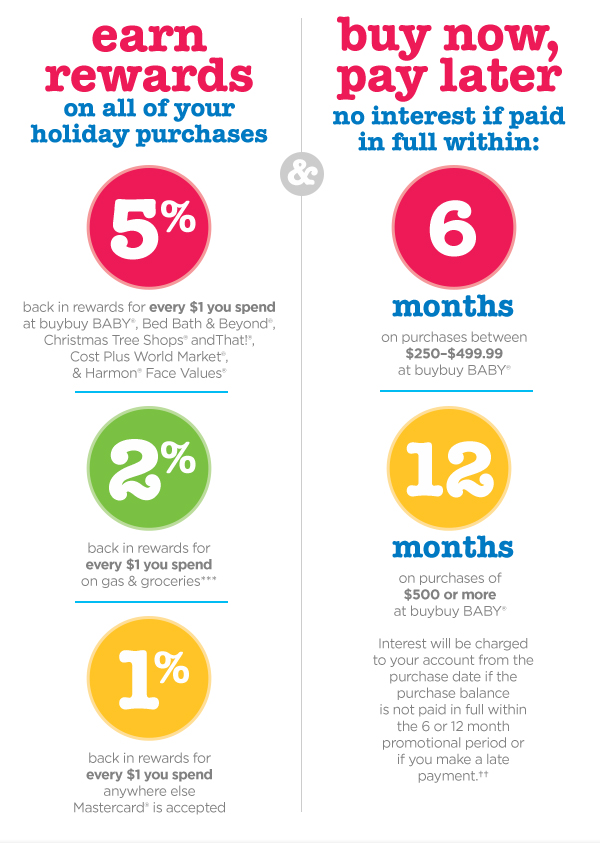 earn
rewards
on all of your
holiday purchases
5%
back in rewards for every $1 you spend
at buybuy BABY®, Bed Bath & Beyond®,
Christmas Tree Shops® andThat!®,
Cost Plus World Market®,
& Harmon® Face Values®
2%
back in rewards for
every $1 you spend
on gas & groceries***
1%
back in rewards for
every $1 you spend
anywhere else
Mastercard® is accepted
&
buy now,
pay later
no interest if paid
in full within:
6
months
on purchases between
$250–$499.99
at buybuy BABY®
12
months
on purchases of
$500 or more
at buybuy BABY®
Interest will be charged
to your account from the
purchase date if the
purchase balance
is not paid in full within
the 6 or 12 month
promotional period or
if you make a late
payment.††